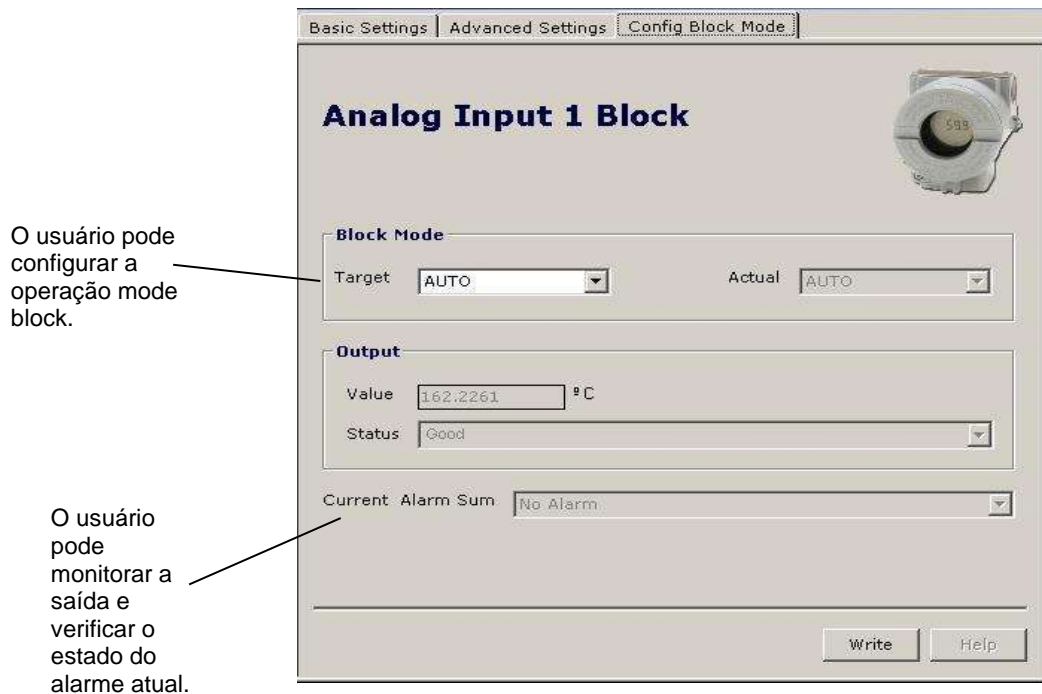 Basic Settings Advanced Settings Config Block Mode
Analog Input 1 Block
599
O usuário pode
configurar a
operação mode
block.
Block Mode
Target AUTO Actual AUTO
Output
Value 162.2261 ºC
Status Good
Current Alarm Sum No Alarm
O usuário
pode
monitorar a
saída e
verificar o
estado do
alarme atual.
Write Help